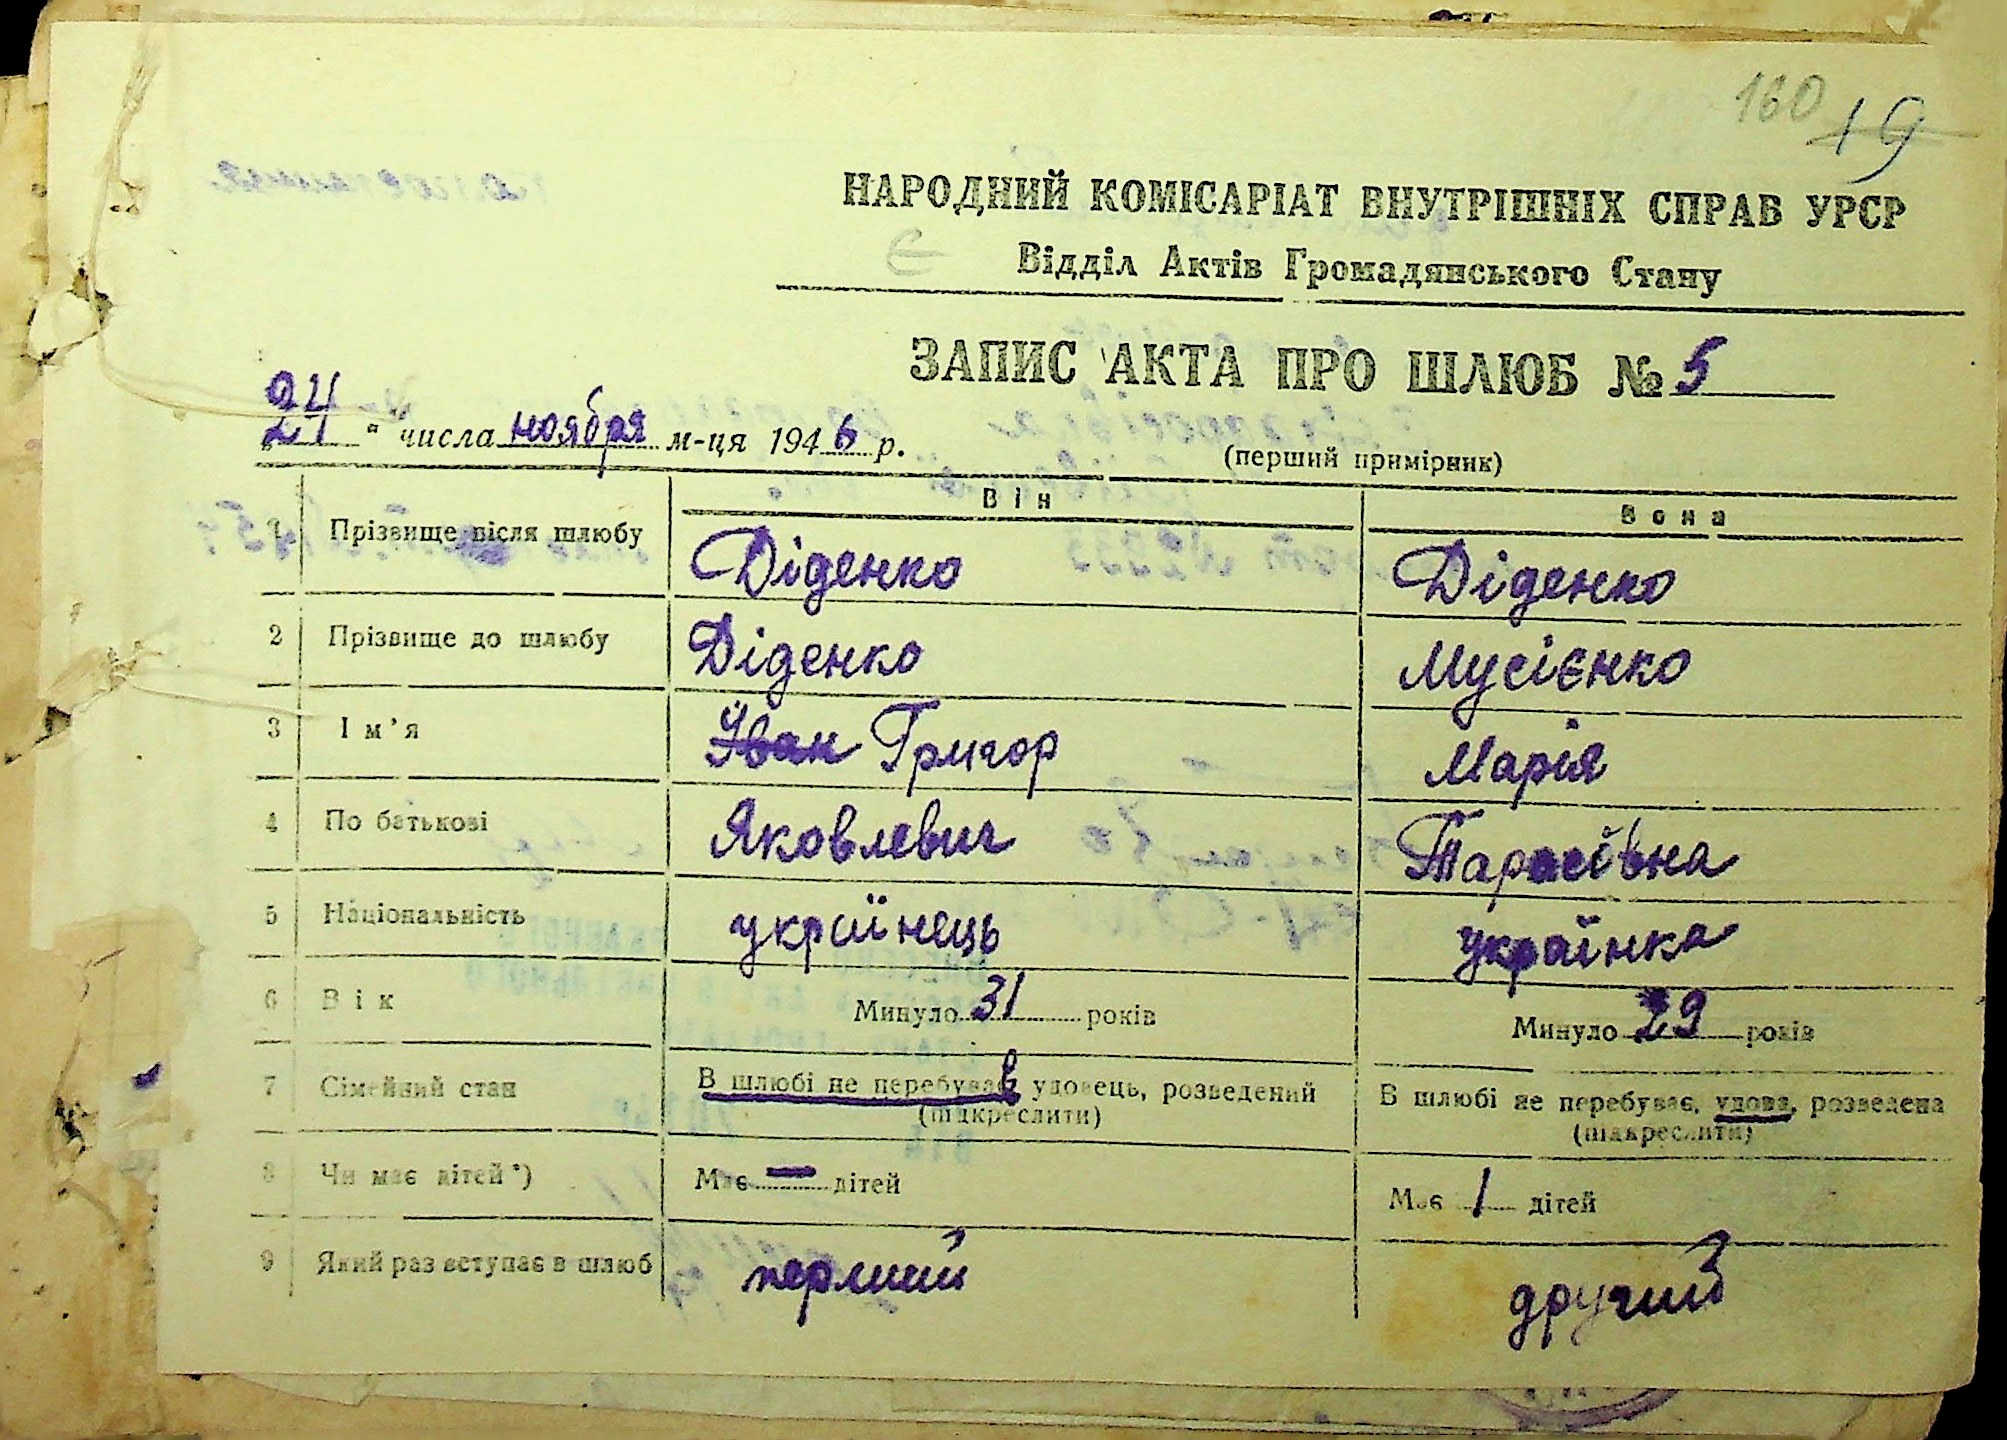 160 19
НАРОДНИЙ КОМІСАРІАТ ВНУТРІШНІХ СПРАВ УРСР
Є
Відділ Актів Громадянського Стану
ЗАПИС АКТА ПРО ШЛЮБ № 5
„24" числа ноября м-ця 1946 р.
(перший примірник)
Він Вона
1 Прізвище після шлюбу Діденко Діденко
2 Прізвище до шлюбу Діденко Мусієнко
3 Ім'я Іван Григор Марія
4 По батькові Яковлевич Тарасівна
5 Національність українець українка
6 Вік Минуло 31 років Минуло 29 років
7 Сімейний стан В шлюбі не перебував, удовець, розведений В шлюбі не перебуває, удова, розведена
(підкреслити) (підкреслити)
8 Чи має дітей*) Має — дітей Має 1 дітей
9 Який раз вступає в шлюб перший другий